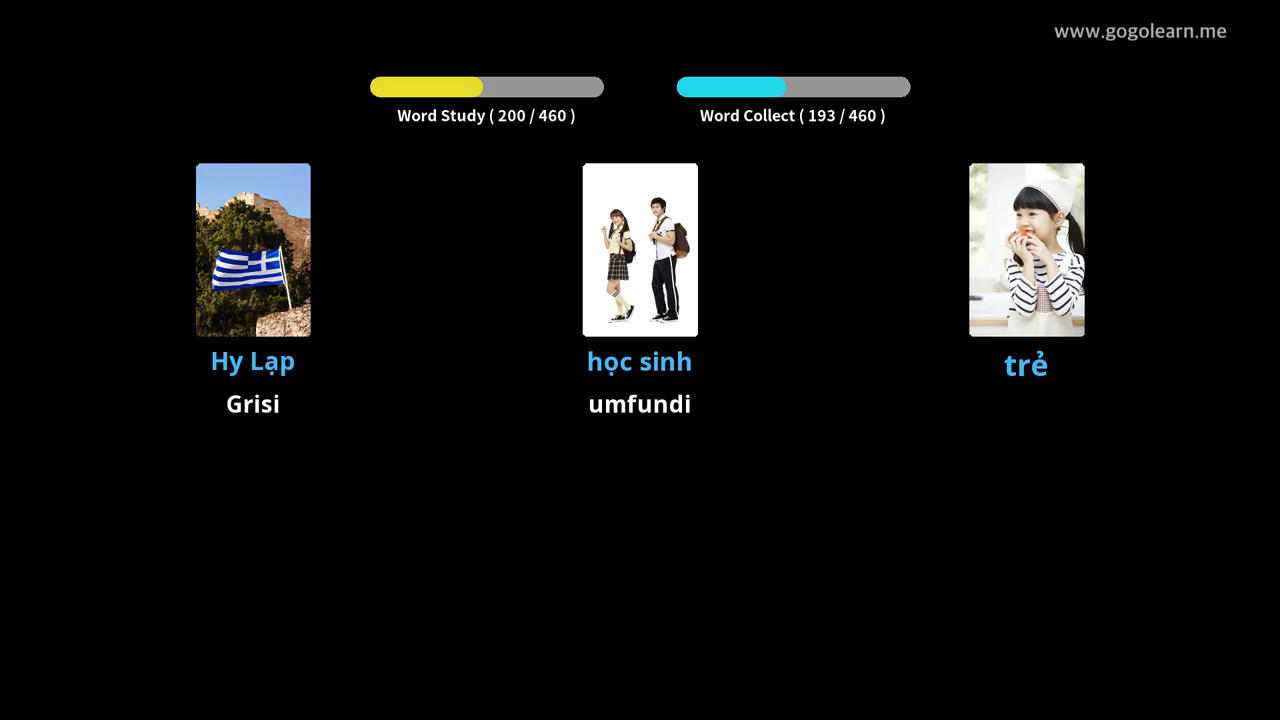 www.gogolearn.me
Word Study ( 200 / 460 )
Word Collect ( 193 / 460 )
Hy Lạp
Grisi
học sinh
umfundi
trẻ